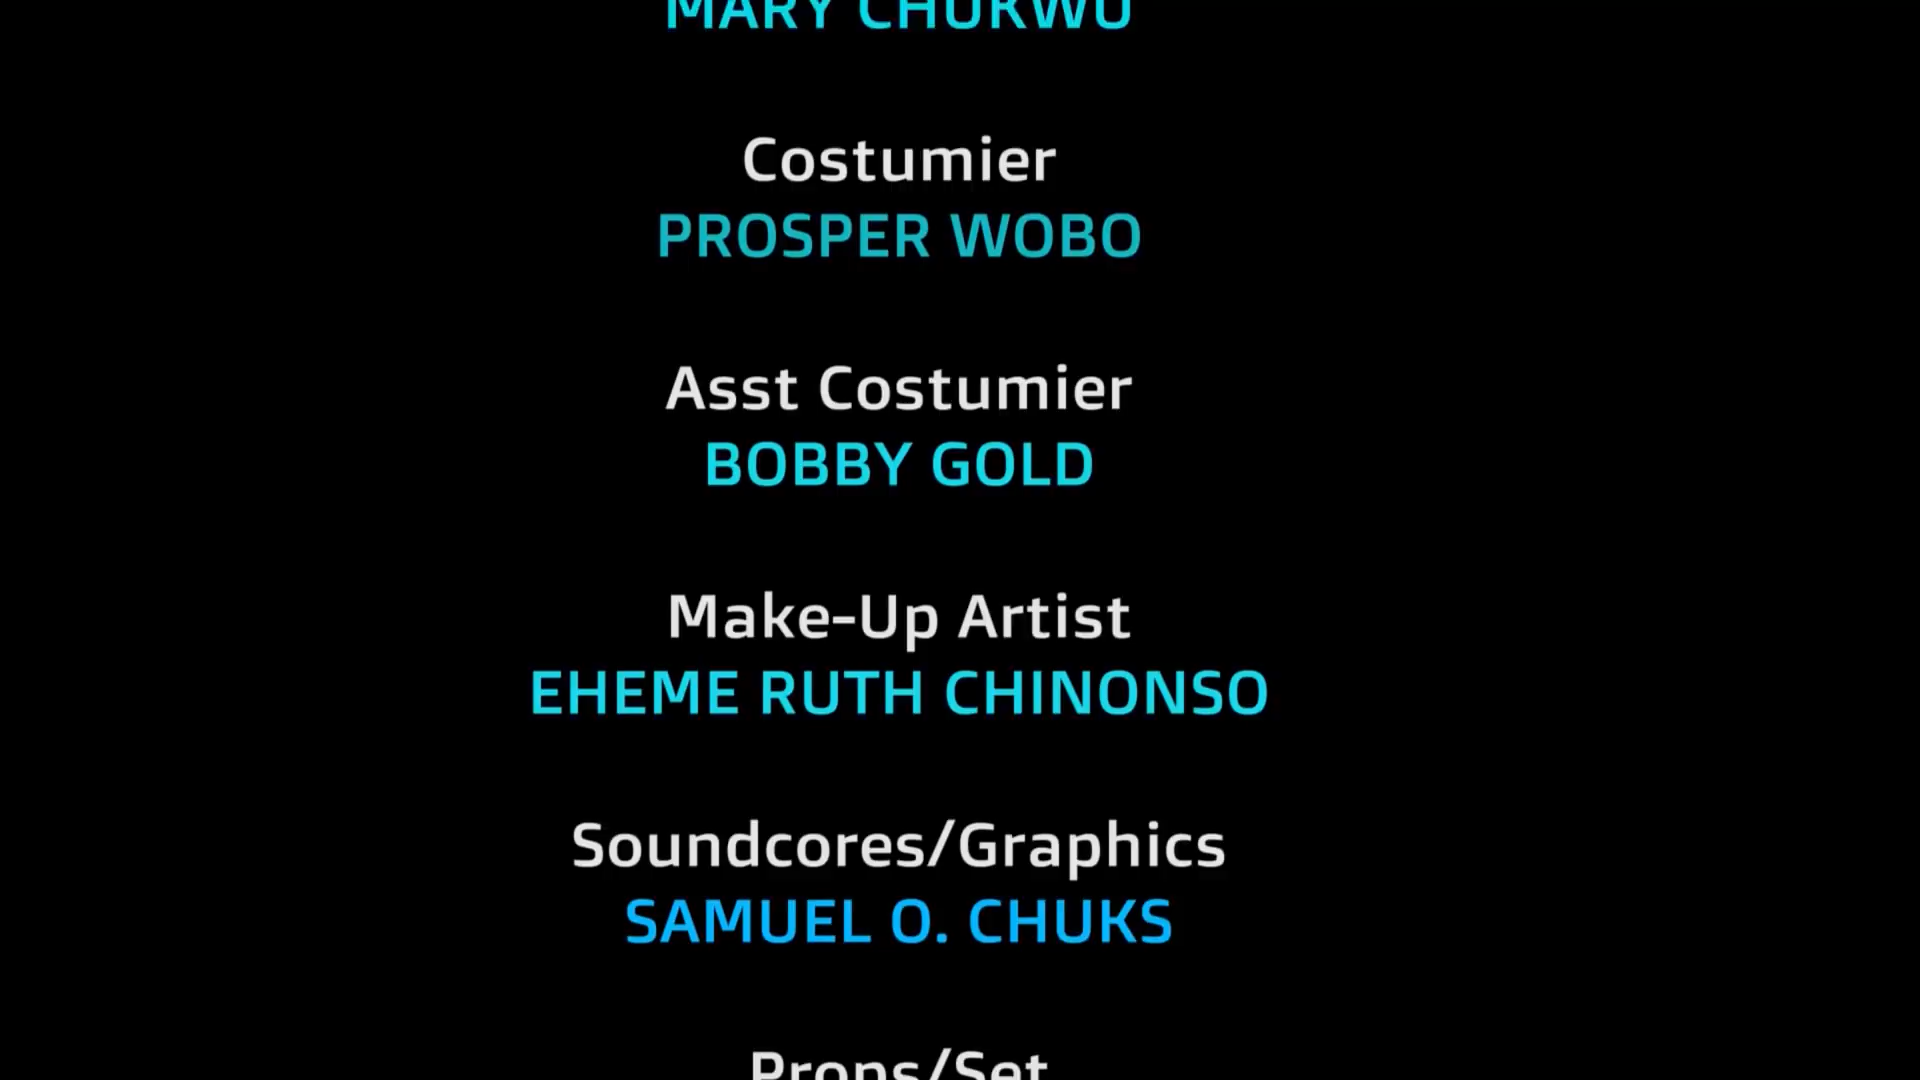 MARY CHUKWU
Costumier
PROSPER WOBO
Asst Costumier
BOBBY GOLD
Make-Up Artist
EHEME RUTH CHINONSO
Soundcores/Graphics
SAMUEL O. CHUKS
Props/Set